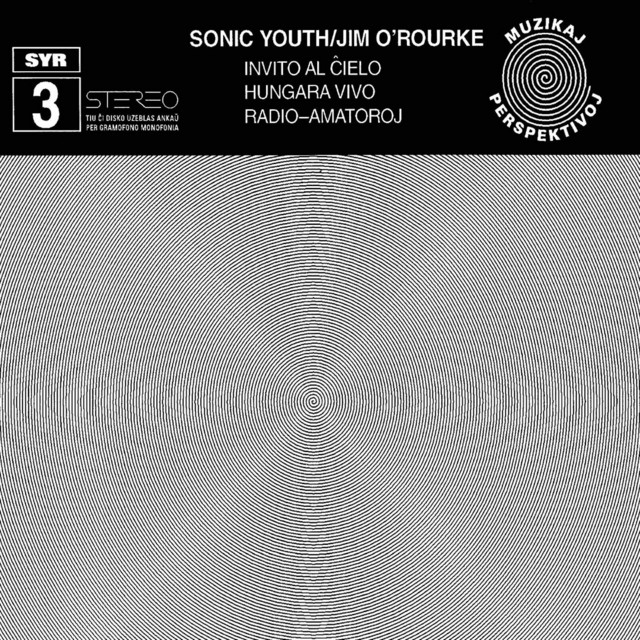 SYR
3
STEREO
TIU ĈI DISKO UZEBLAS ANKAŬ
PER GRAMOFONO MONOFONIA
SONIC YOUTH/JIM O'ROURKE
INVITO AL ĈIELO
HUNGARA VIVO
RADIO–AMATOROJ
MUZIKAJ
PERSPEKTIVOJ